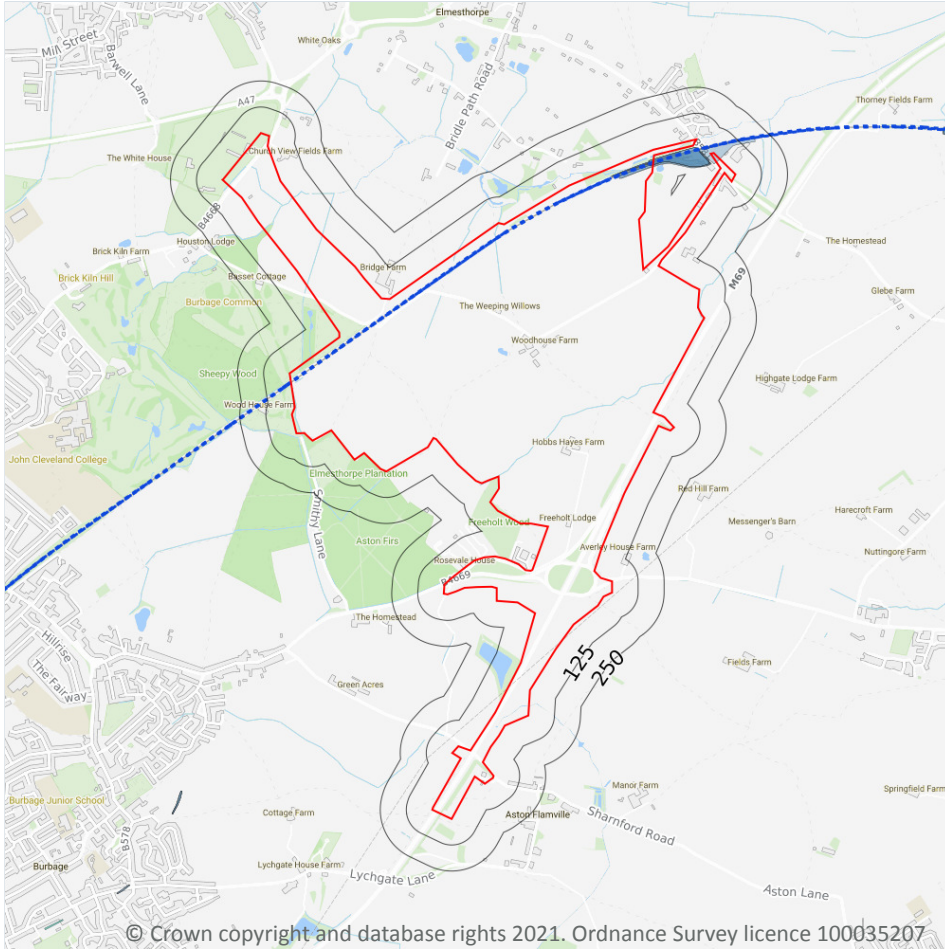 Elmesthorpe
White Oaks
Mill Street
Barwell Lane
Bridle Path Road
Thorney Fields Farm
A47
Church View Fields Farm
The White House
B4668
Houston Lodge
The Homestead
Brick Kiln Farm
Bridge Farm
Basset Cottage
Brick Kiln Hill
M69
Glebe Farm
Burbage Common
The Weeping Willows
Woodhouse Farm
Sheepy Wood
Highgate Lodge Farm
Wood House Farm
Hobbs Hayes Farm
John Cleveland College
Elmesthorpe Plantation
Red Hill Farm
Smithy Lane
Harecroft Farm
Freeholt Wood
Freeholt Lodge
Messenger's Barn
Aston Firs
Averley House Farm
Nuttingore Farm
Rosevale House
B4669
The Homestead
Hillrise
125
250
The Fairway
Fields Farm
Green Acres
Manor Farm
Springfield Farm
Burbage Junior School
Cottage Farm
Aston Flamville
Sharnford Road
B578
Burbage
Lychgate House Farm
Lychgate Lane
Aston Lane
© Crown copyright and database rights 2021. Ordnance Survey licence 100035207